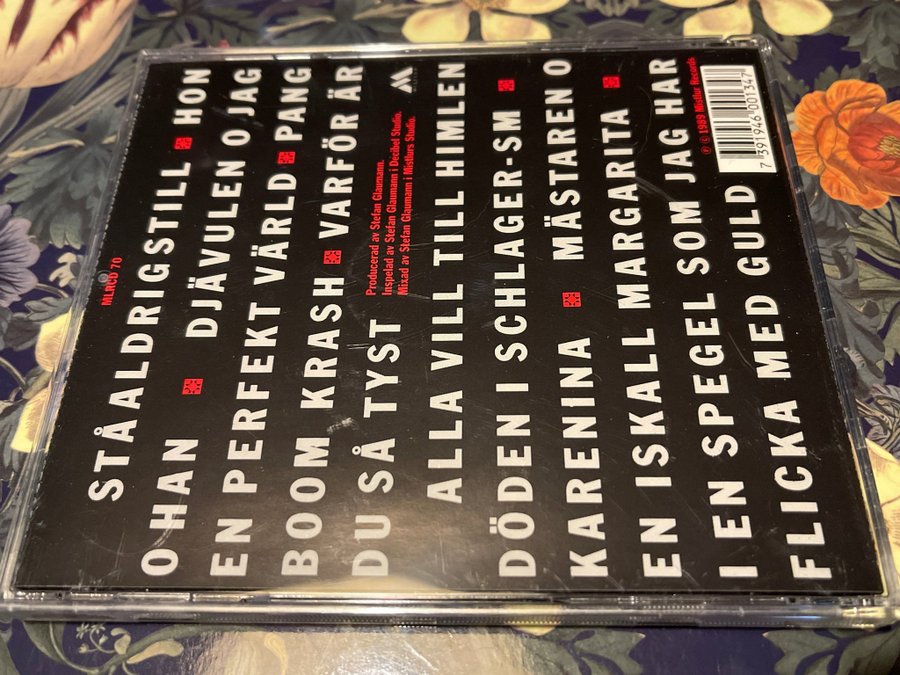 MLRCD 70
STÅ ALDRIG STILL HON
O HAN DJÄVULEN O JAG
EN PERFEKT VÄRLD PANG
BOOM KRASH VARFÖR ÄR
DU SÅ TYST
Producerad av Stefan Glaumann.
Inspelad av Stefan Glaumann i Decibel Studio.
Mixad av Stefan Glaumann i Mistlurs Studio.
ALLA VILL TILL HIMLEN
DÖDEN I SCHLAGER-SM
KARENINA MÄSTAREN O
EN ISKALL MARGARITA
I EN SPEGEL SOM JAG HAR
FLICKA MED GULD
℗ © 1989 Mistlur Records
7 391946 001347